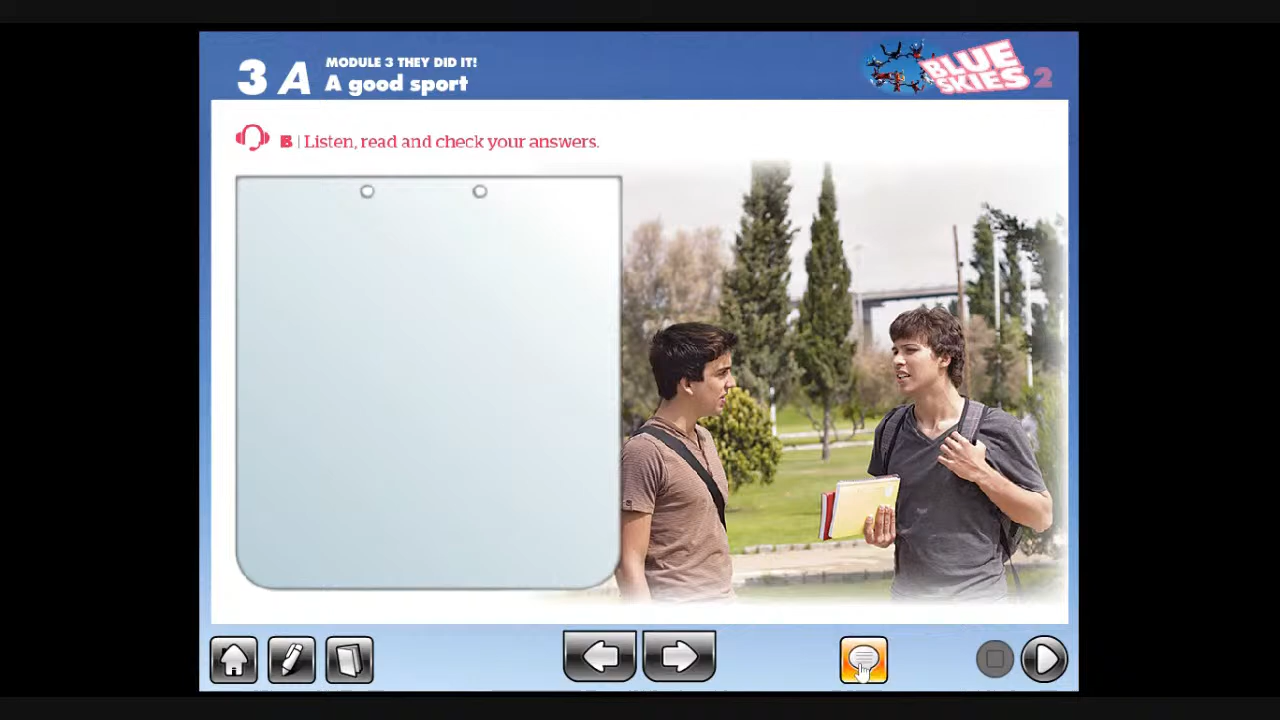 3 A
MODULE 3 THEY DID IT!
A good sport
BLUE
SKIES 2
B | Listen, read and check your answers.